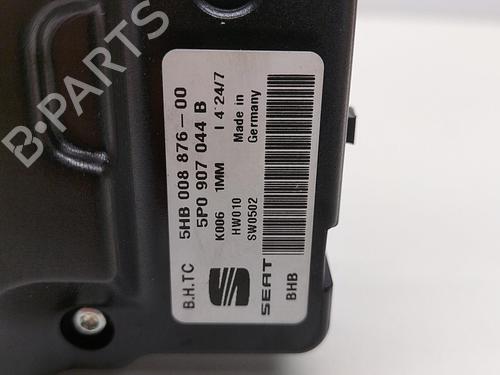 B-PARTS
B.H.TC 5HB 008 876-00
5P0 907 044 B
K006 1MM I 4 24/7
HW010 Made in
SW0502 Germany
SEAT
BHB